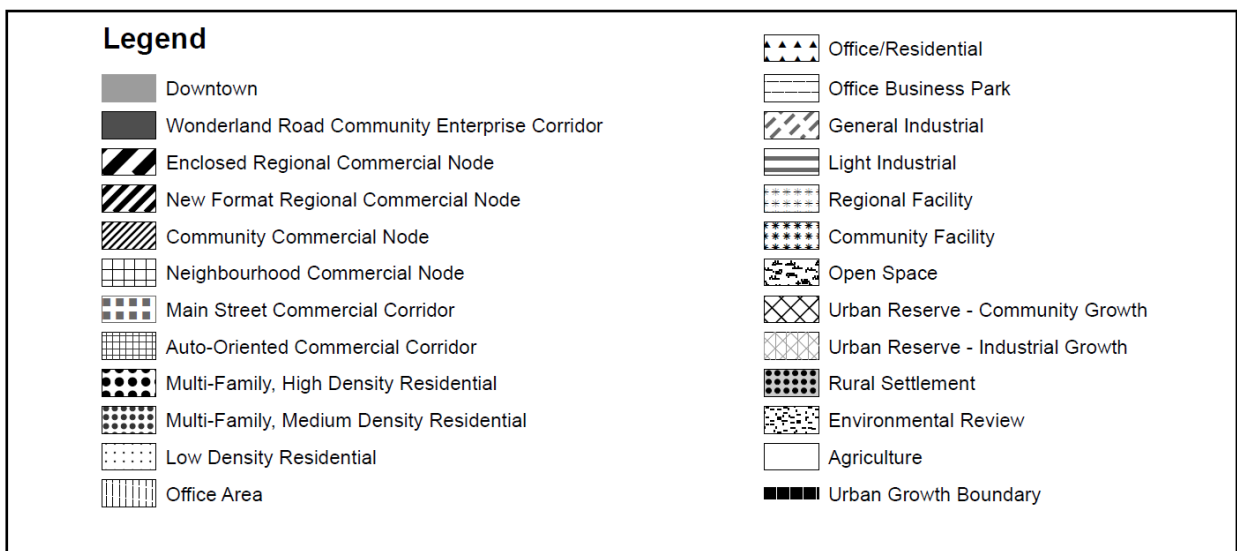 Legend
Downtown
Wonderland Road Community Enterprise Corridor
Enclosed Regional Commercial Node
New Format Regional Commercial Node
Community Commercial Node
Neighbourhood Commercial Node
Main Street Commercial Corridor
Auto-Oriented Commercial Corridor
Multi-Family, High Density Residential
Multi-Family, Medium Density Residential
Low Density Residential
Office Area
Office/Residential
Office Business Park
General Industrial
Light Industrial
Regional Facility
Community Facility
Open Space
Urban Reserve - Community Growth
Urban Reserve - Industrial Growth
Rural Settlement
Environmental Review
Agriculture
Urban Growth Boundary